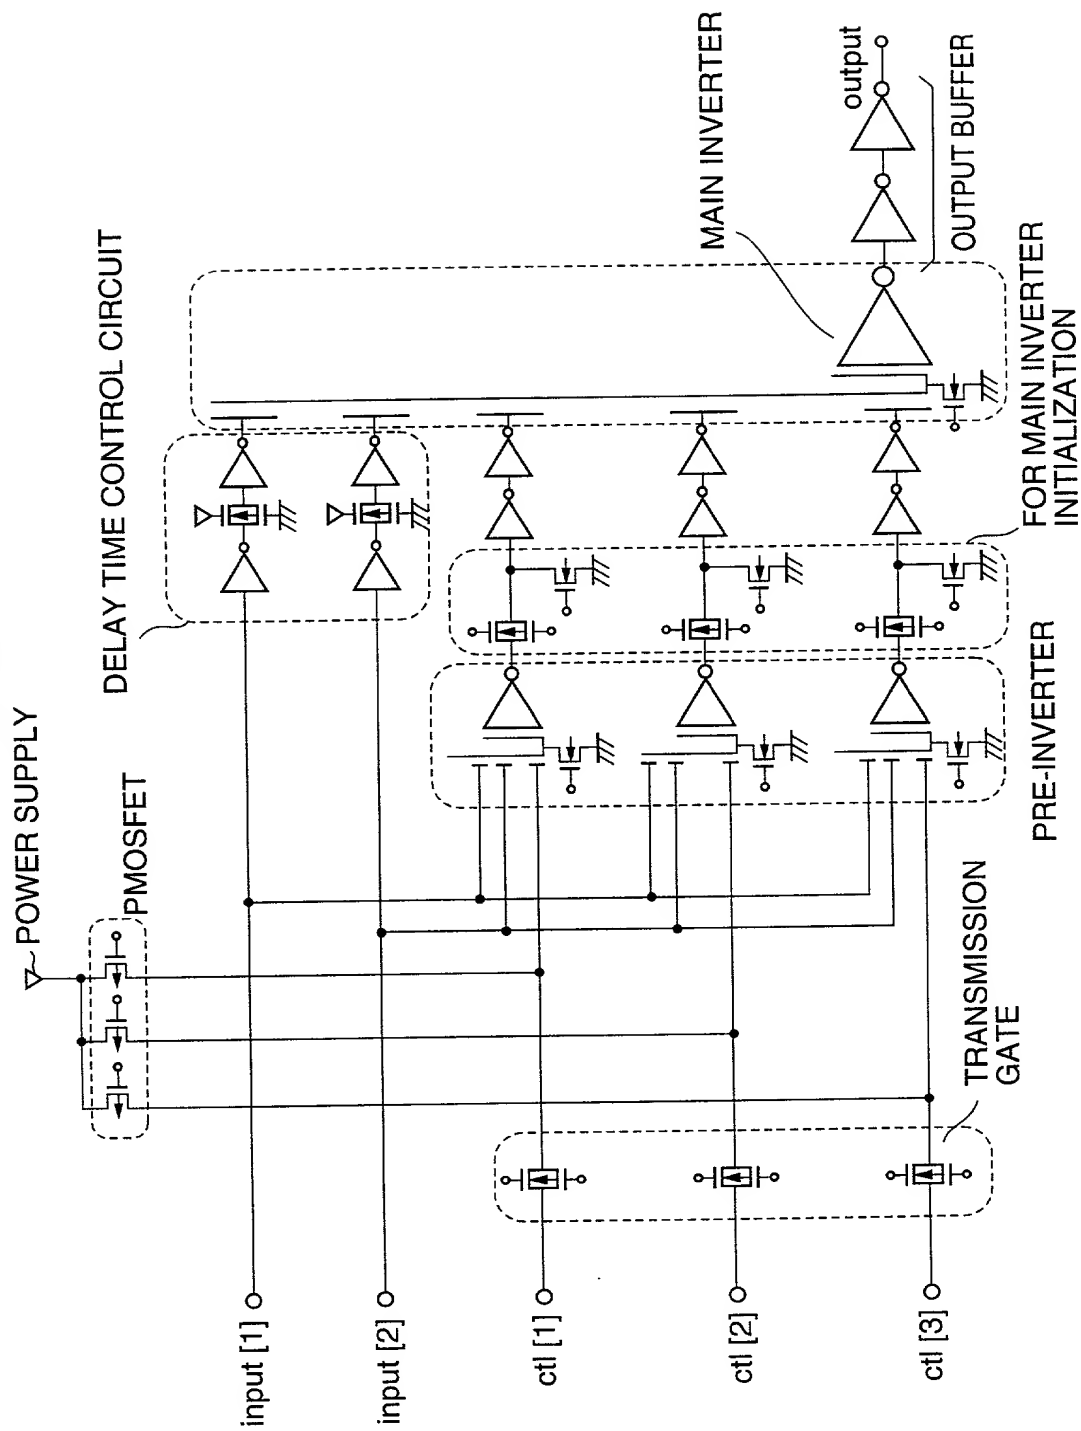 POWER SUPPLY
PMOSFET
DELAY TIME CONTROL CIRCUIT
MAIN INVERTER
output
OUTPUT BUFFER
FOR MAIN INVERTER
INITIALIZATION
PRE-INVERTER
TRANSMISSION
GATE
input [1]
input [2]
ctl [1]
ctl [2]
ctl [3]